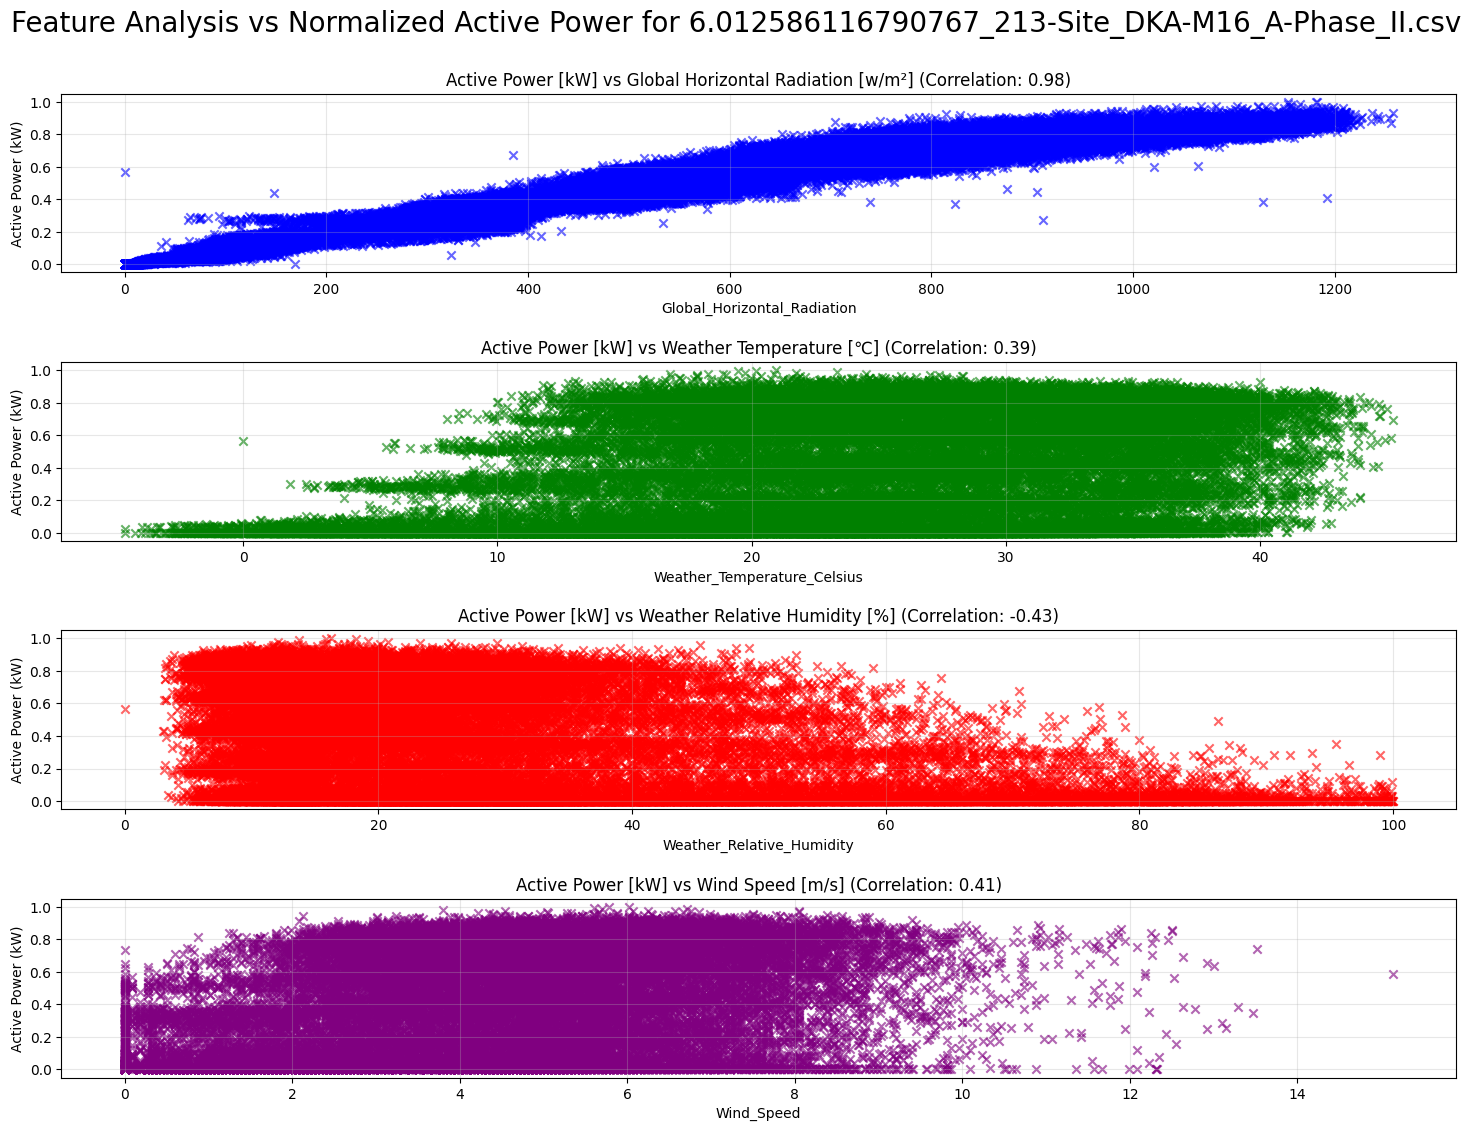 Feature Analysis vs Normalized Active Power for 6.012586116790767_213-Site_DKA-M16_A-Phase_II.csv
Active Power [kW] vs Global Horizontal Radiation [w/m²] (Correlation: 0.98)
Active Power (kW)
1.0
0.8
0.6
0.4
0.2
0.0
0 200 400 600 800 1000 1200
Global_Horizontal_Radiation
Active Power [kW] vs Weather Temperature [℃] (Correlation: 0.39)
Active Power (kW)
1.0
0.8
0.6
0.4
0.2
0.0
0 10 20 30 40
Weather_Temperature_Celsius
Active Power [kW] vs Weather Relative Humidity [%] (Correlation: -0.43)
Active Power (kW)
1.0
0.8
0.6
0.4
0.2
0.0
0 20 40 60 80 100
Weather_Relative_Humidity
Active Power [kW] vs Wind Speed [m/s] (Correlation: 0.41)
Active Power (kW)
1.0
0.8
0.6
0.4
0.2
0.0
0 2 4 6 8 10 12 14
Wind_Speed